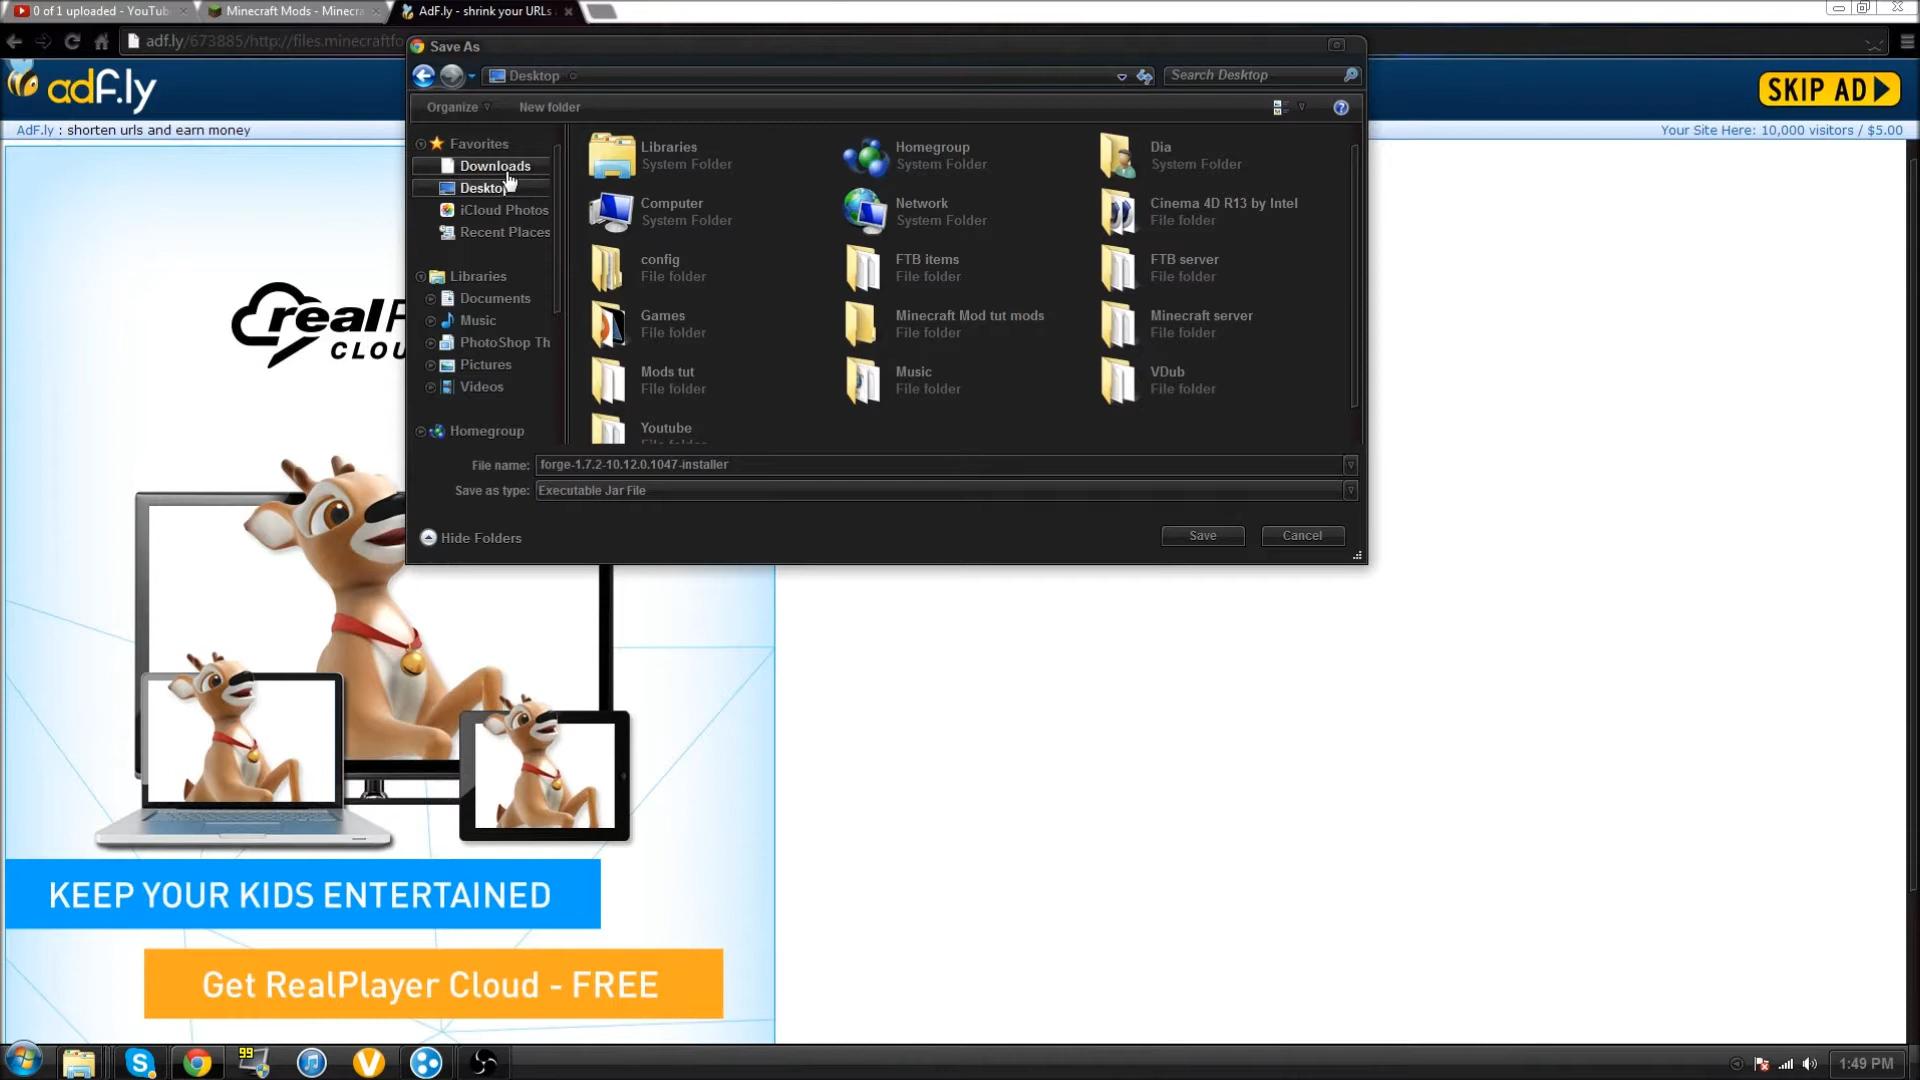 0 of 1 uploaded - YouTub
Minecraft Mods - Minecra
AdF.ly - shrink your URLs
adf.ly/673885/http://files.minecraftfo
adf.ly
SKIP AD
AdF.ly : shorten urls and earn money
Your Site Here: 10,000 visitors / $5.00
Save As
Desktop
Search Desktop
Organize
New folder
Favorites
Downloads
Desktop
iCloud Photos
Recent Places
Libraries
Documents
Music
PhotoShop Th
Pictures
Videos
Homegroup
Libraries
System Folder
Homegroup
System Folder
Dia
System Folder
Computer
System Folder
Network
System Folder
Cinema 4D R13 by Intel
File folder
config
File folder
FTB items
File folder
FTB server
File folder
Games
File folder
Minecraft Mod tut mods
File folder
Minecraft server
File folder
Mods tut
File folder
Music
File folder
VDub
File folder
Youtube
File folder
File name: forge-1.7.2-10.12.0.1047-installer
Save as type: Executable Jar File
Hide Folders
Save
Cancel
realP
CLOU
KEEP YOUR KIDS ENTERTAINED
Get RealPlayer Cloud - FREE
99
1:49 PM